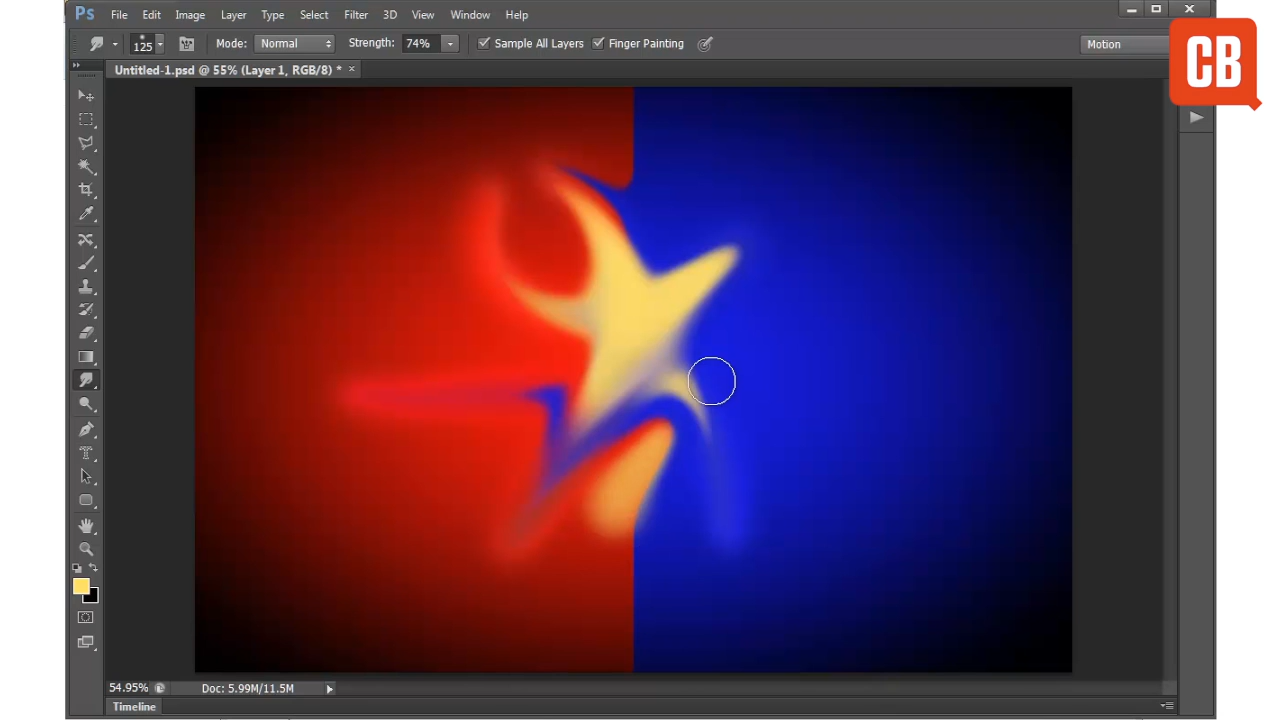 Ps File Edit Image Layer Type Select Filter 3D View Window Help
125 Mode: Normal Strength: 74% Sample All Layers Finger Painting Motion
CB
Untitled-1.psd @ 55% (Layer 1, RGB/8) * ×
54.95% Doc: 5.99M/11.5M
Timeline